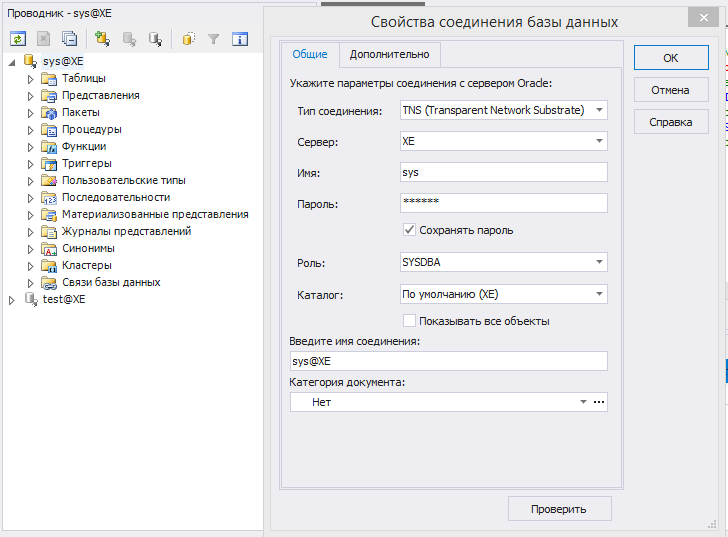 Проводник - sys@XE
sys@XE
Таблицы
Представления
Пакеты
Процедуры
Функции
Триггеры
Пользовательские типы
Последовательности
Материализованные представления
Журналы представлений
Синонимы
Кластеры
Связи базы данных
test@XE
Свойства соединения базы данных
Общие
Дополнительно
Укажите параметры соединения с сервером Oracle:
Тип соединения: TNS (Transparent Network Substrate)
Сервер: XE
Имя: sys
Пароль: ******
Сохранять пароль
Роль: SYSDBA
Каталог: По умолчанию (XE)
Показывать все объекты
Введите имя соединения:
sys@XE
Категория документа:
Нет
Проверить
OK
Отмена
Справка